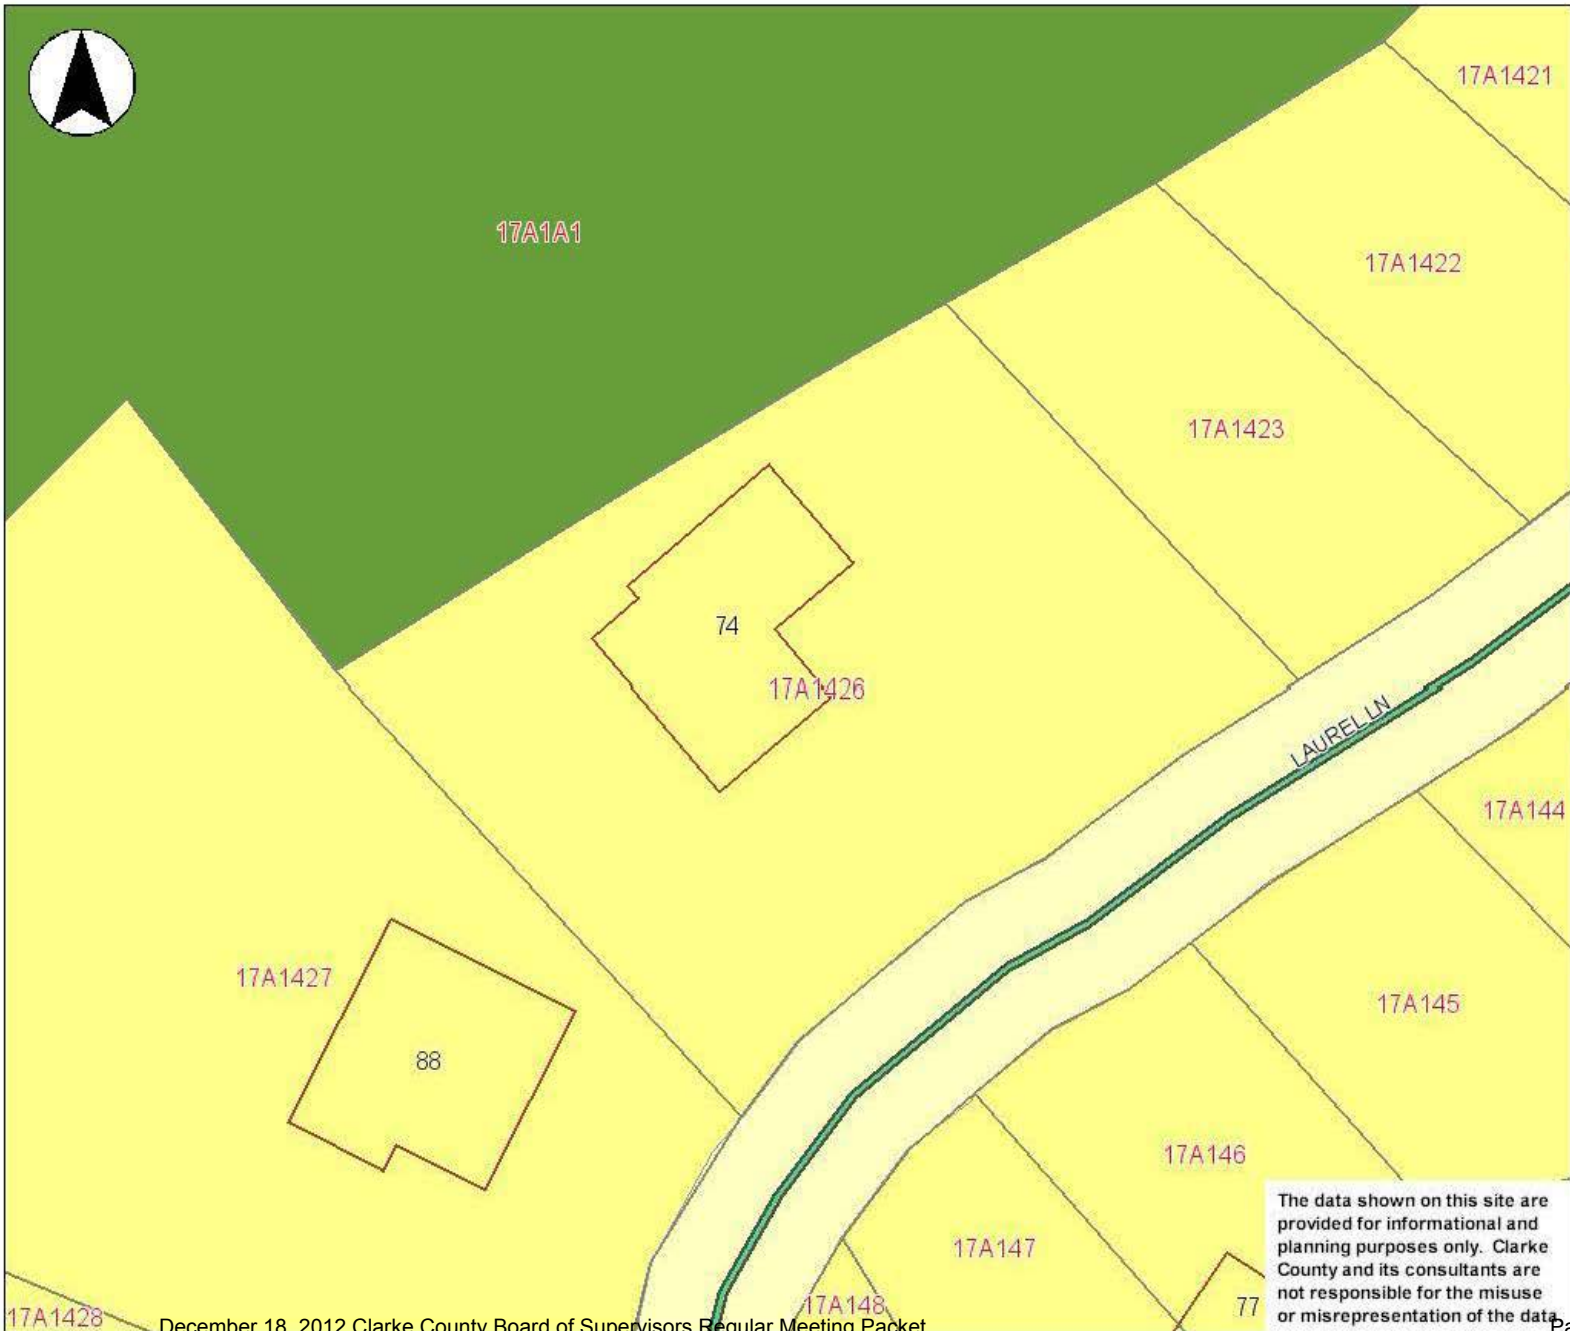 17A1421
17A1A1
17A1422
17A1423
74
17A1426
LAUREL LN
17A144
17A1427
17A145
88
17A146
The data shown on this site are
provided for informational and
planning purposes only. Clarke
County and its consultants are
not responsible for the misuse
or misrepresentation of the data
17A147
17A148
77
17A1428
December 18, 2012 Clarke County Board of Supervisors Regular Meeting Packet